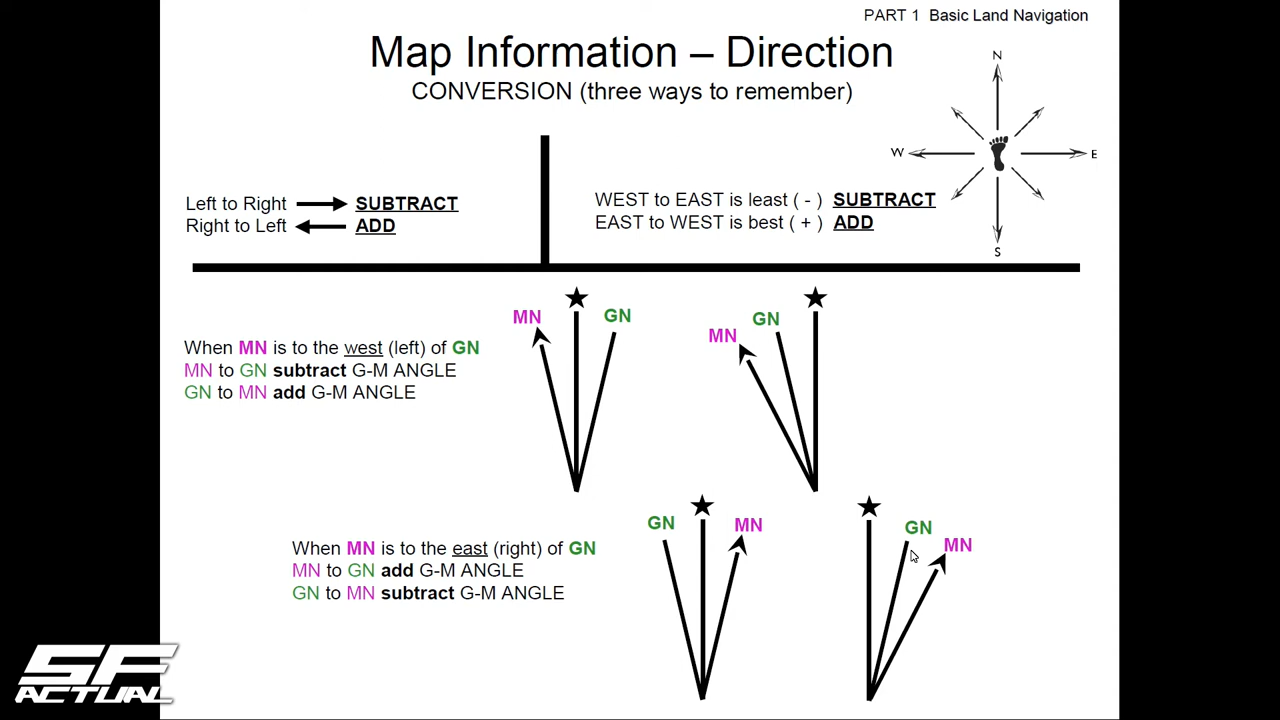 PART 1 Basic Land Navigation
Map Information – Direction
CONVERSION (three ways to remember)
N
W
E
S
Left to Right SUBTRACT
Right to Left ADD
WEST to EAST is least ( - ) SUBTRACT
EAST to WEST is best ( + ) ADD
MN
GN
GN
MN
When MN is to the west (left) of GN
MN to GN subtract G-M ANGLE
GN to MN add G-M ANGLE
GN
MN
GN
MN
When MN is to the east (right) of GN
MN to GN add G-M ANGLE
GN to MN subtract G-M ANGLE
SF
ACTUAL